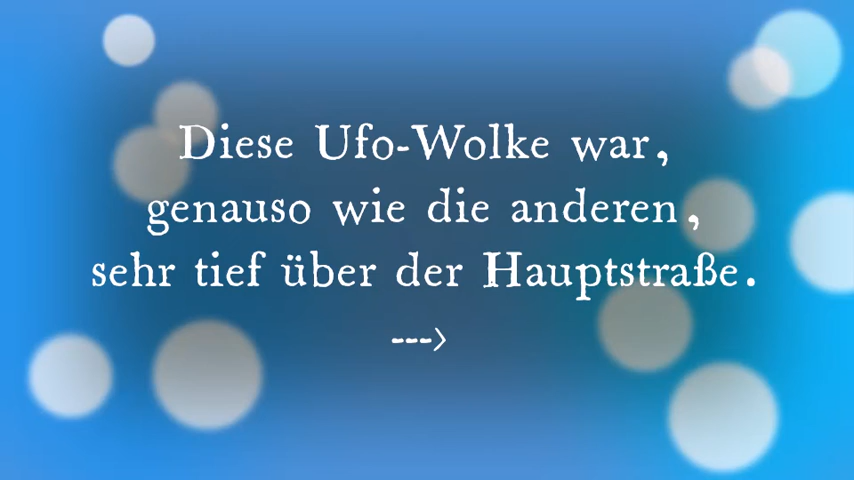 Diese Ufo-Wolke war,
genauso wie die anderen,
sehr tief über der Hauptstraße.
--->